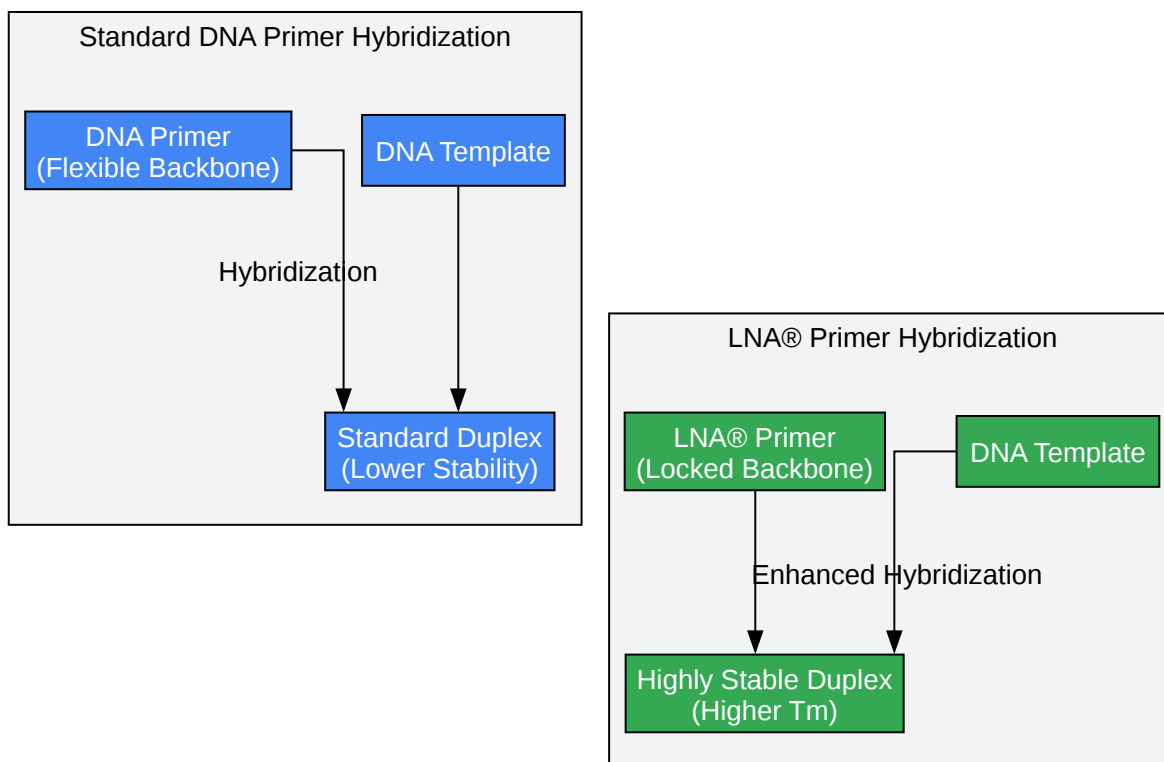 Standard DNA Primer Hybridization
DNA Primer
(Flexible Backbone)
DNA Template
Hybridization
Standard Duplex
(Lower Stability)
LNA® Primer Hybridization
LNA® Primer
(Locked Backbone)
DNA Template
Enhanced Hybridization
Highly Stable Duplex
(Higher Tm)